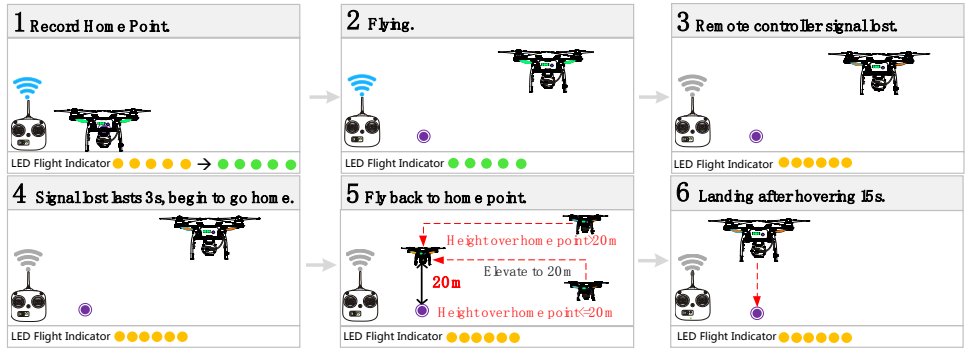 1 Record Home Point.
2 Flying.
3 Remote controller signal lost.
LED Flight Indicator → 
LED Flight Indicator
LED Flight Indicator
4 Signal lost lasts 3s, begin to go home.
5 Fly back to home point.
6 Landing after hovering 15s.
Height over home point>20m
Elevate to 20m
20m
Height over home point<=20m
LED Flight Indicator
LED Flight Indicator
LED Flight Indicator